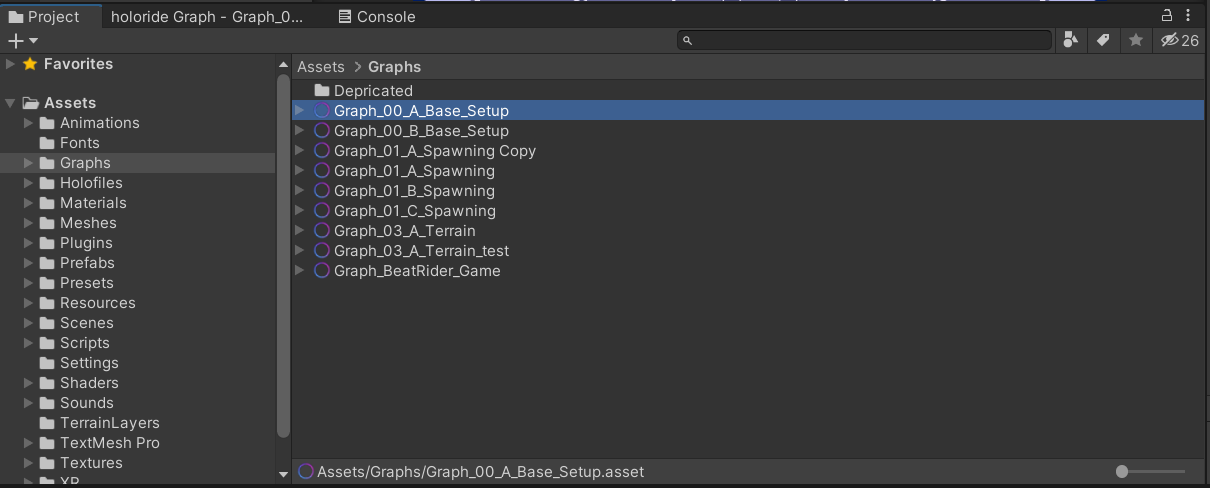 Project
holoride Graph - Graph_0...
Console
26
Favorites
Assets
Animations
Fonts
Graphs
Holofiles
Materials
Meshes
Plugins
Prefabs
Presets
Resources
Scenes
Scripts
Settings
Shaders
Sounds
TerrainLayers
TextMesh Pro
Textures
XR
Assets > Graphs
Depricated
Graph_00_A_Base_Setup
Graph_00_B_Base_Setup
Graph_01_A_Spawning Copy
Graph_01_A_Spawning
Graph_01_B_Spawning
Graph_01_C_Spawning
Graph_03_A_Terrain
Graph_03_A_Terrain_test
Graph_BeatRider_Game
Assets/Graphs/Graph_00_A_Base_Setup.asset